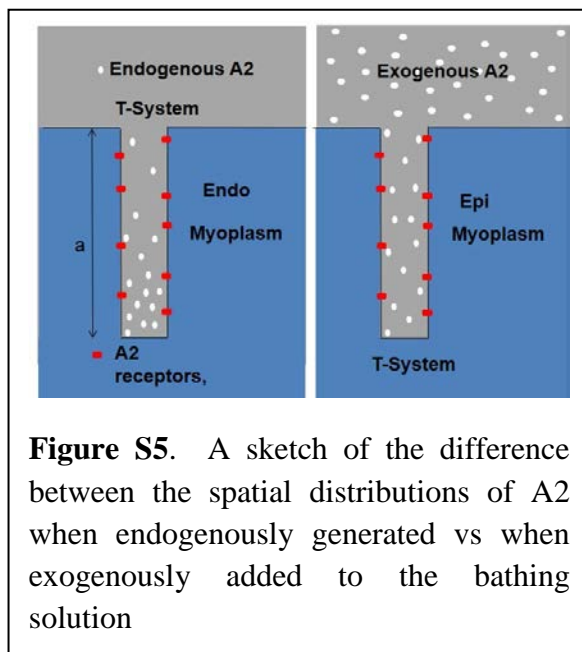 Endogenous A2
T-System
Endo
Myoplasm
a
A2
receptors,
Exogenous A2
Epi
Myoplasm
T-System
Figure S5. A sketch of the difference
between the spatial distributions of A2
when endogenously generated vs when
exogenously added to the bathing
solution